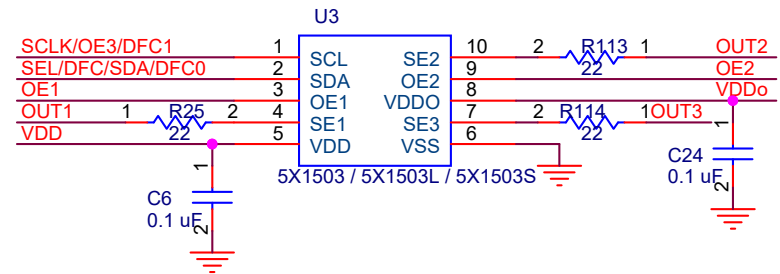 U3
SCLK/OE3/DFC1 1 SCL SE2 10 2 R113 1 OUT2
22
SEL/DFC/SDA/DFC0 2 SDA OE2 9 OE2
OE1 3 OE1 VDDO 8 VDDo
OUT1 1 R25 2 4 SE1 SE3 7 2 R114 1 OUT3
22 22
VDD 5 VDD VSS 6
5X1503 / 5X1503L / 5X1503S
1 C24 0.1 uF 2
1 C6 0.1 uF 2